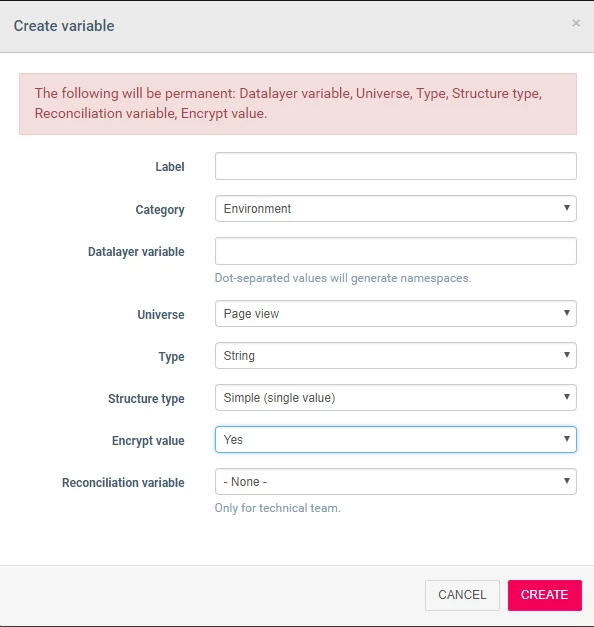 Create variable ×
The following will be permanent: Datalayer variable, Universe, Type, Structure type,
Reconciliation variable, Encrypt value.
Label
Category Environment
Datalayer variable
Dot-separated values will generate namespaces.
Universe Page view
Type String
Structure type Simple (single value)
Encrypt value Yes
Reconciliation variable - None -
Only for technical team.
CANCEL CREATE